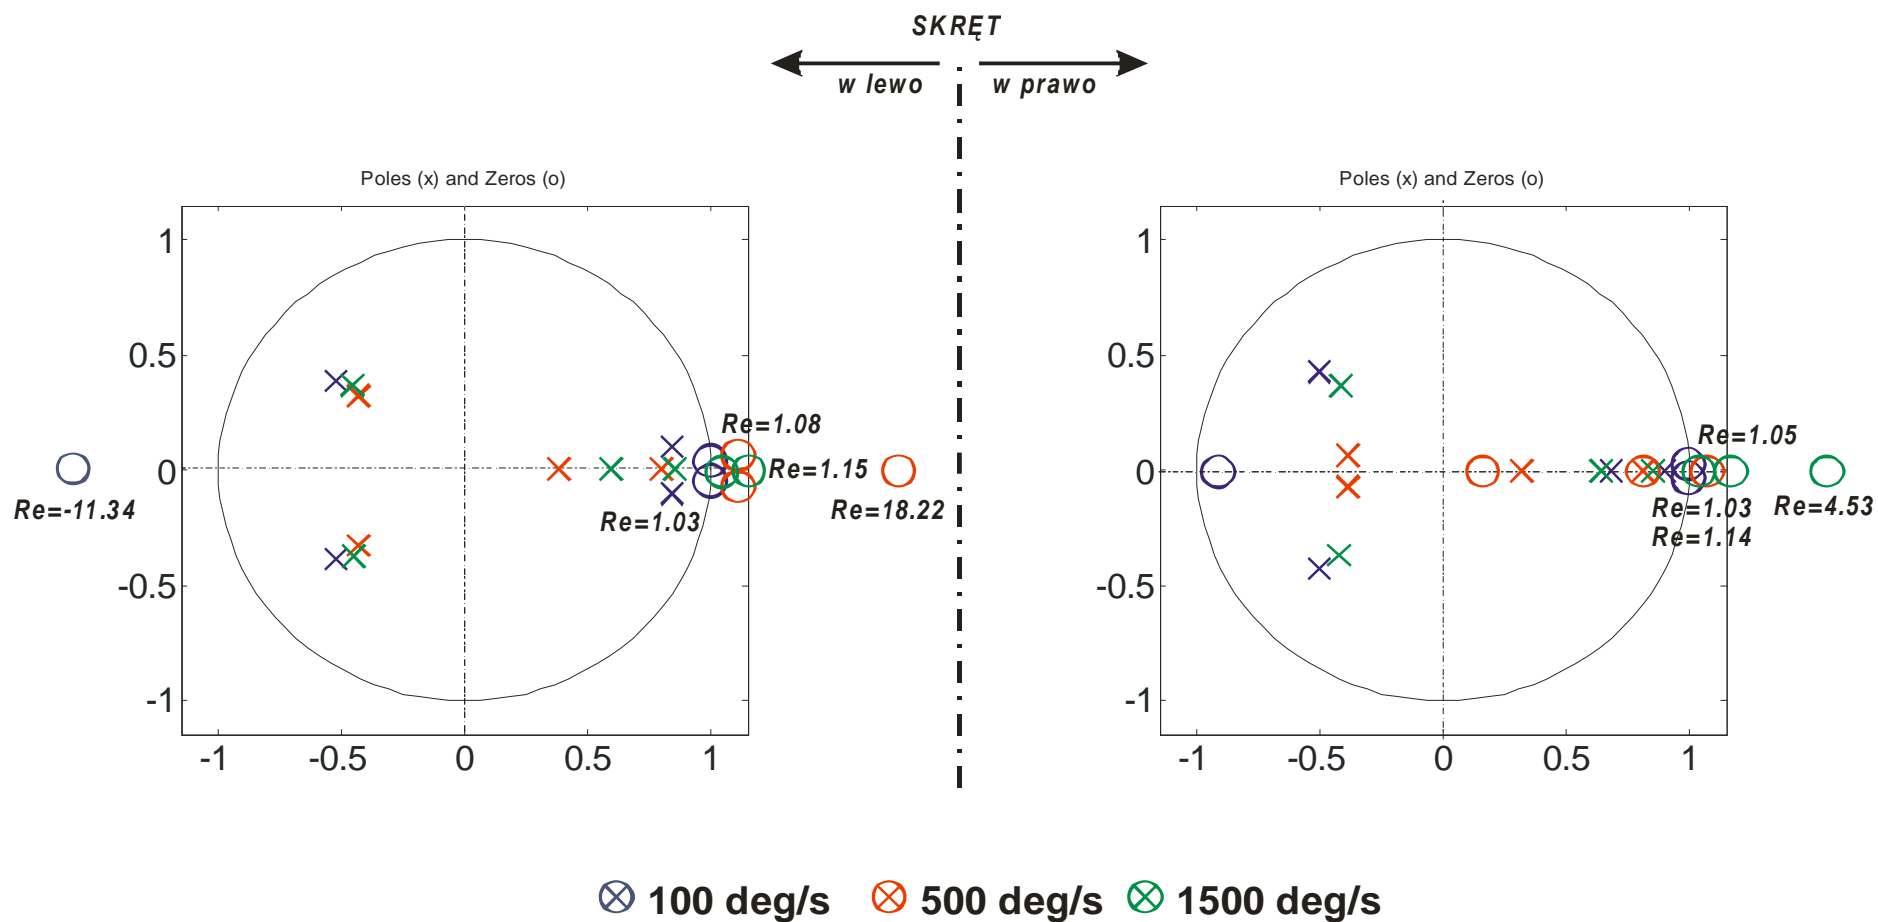 SKRĘT
w lewo
w prawo
Poles (x) and Zeros (o)
1
0.5
0
-0.5
-1
-1
-0.5
0
0.5
1
Re=-11.34
Re=1.08
Re=1.15
Re=1.03
Re=18.22
Poles (x) and Zeros (o)
1
0.5
0
-0.5
-1
-1
-0.5
0
0.5
1
Re=1.05
Re=1.03
Re=1.14
Re=4.53
100 deg/s
500 deg/s
1500 deg/s